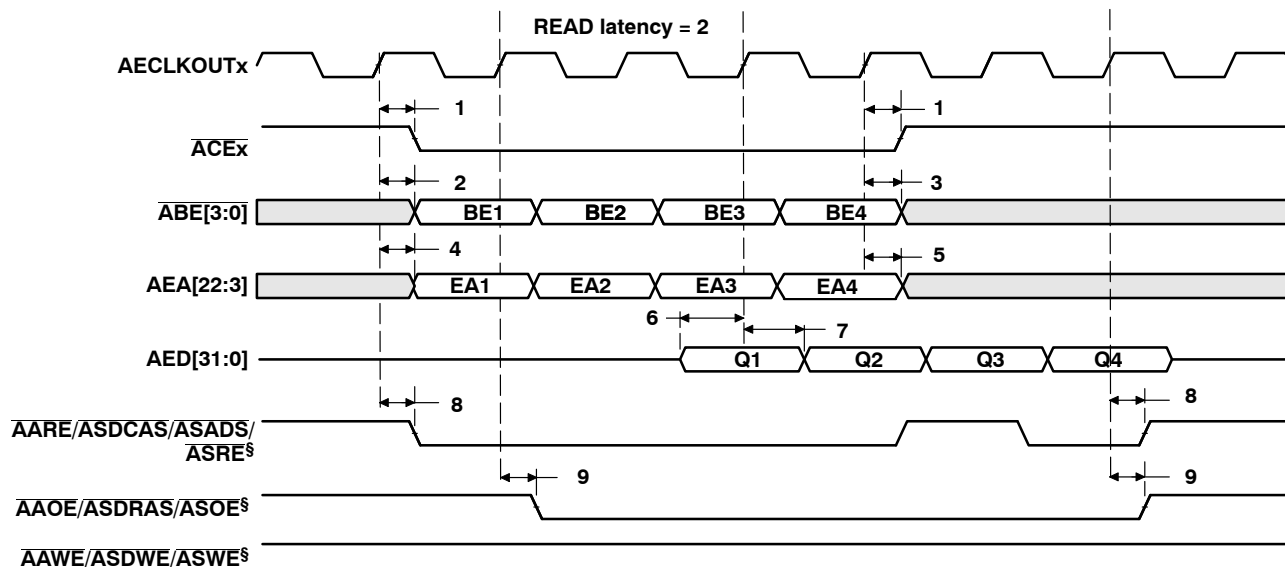 READ latency = 2
AECLKOUTx
1 1
ACEx
2 3
ABE[3:0] BE1 BE2 BE3 BE4
4 5
AEA[22:3] EA1 EA2 EA3 EA4
6 7
AED[31:0] Q1 Q2 Q3 Q4
8 8
AARE/ASDCAS/ASADS/
ASRE§
9 9
AAOE/ASDRAS/ASOE§
AAWE/ASDWE/ASWE§